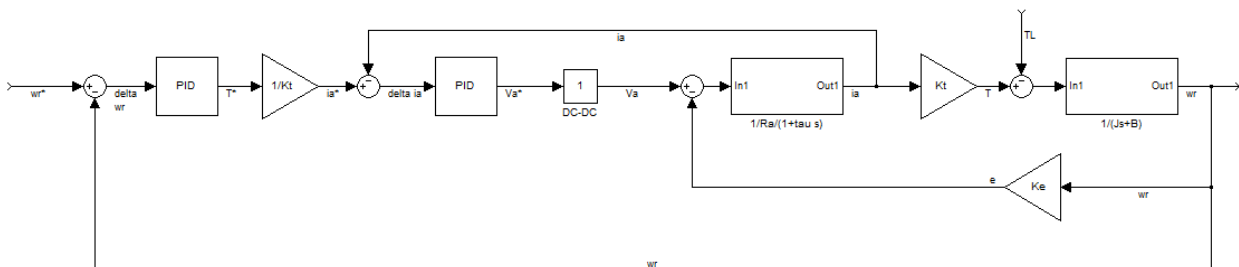 ia
TL
wr*
delta
wr
PID
T*
1/Kt
ia*
delta ia
PID
Va*
1
DC-DC
Va
In1
Out1
1/Ra/(1+tau s)
ia
Kt
T
In1
Out1
1/(Js+B)
wr
e
Ke
wr
wr